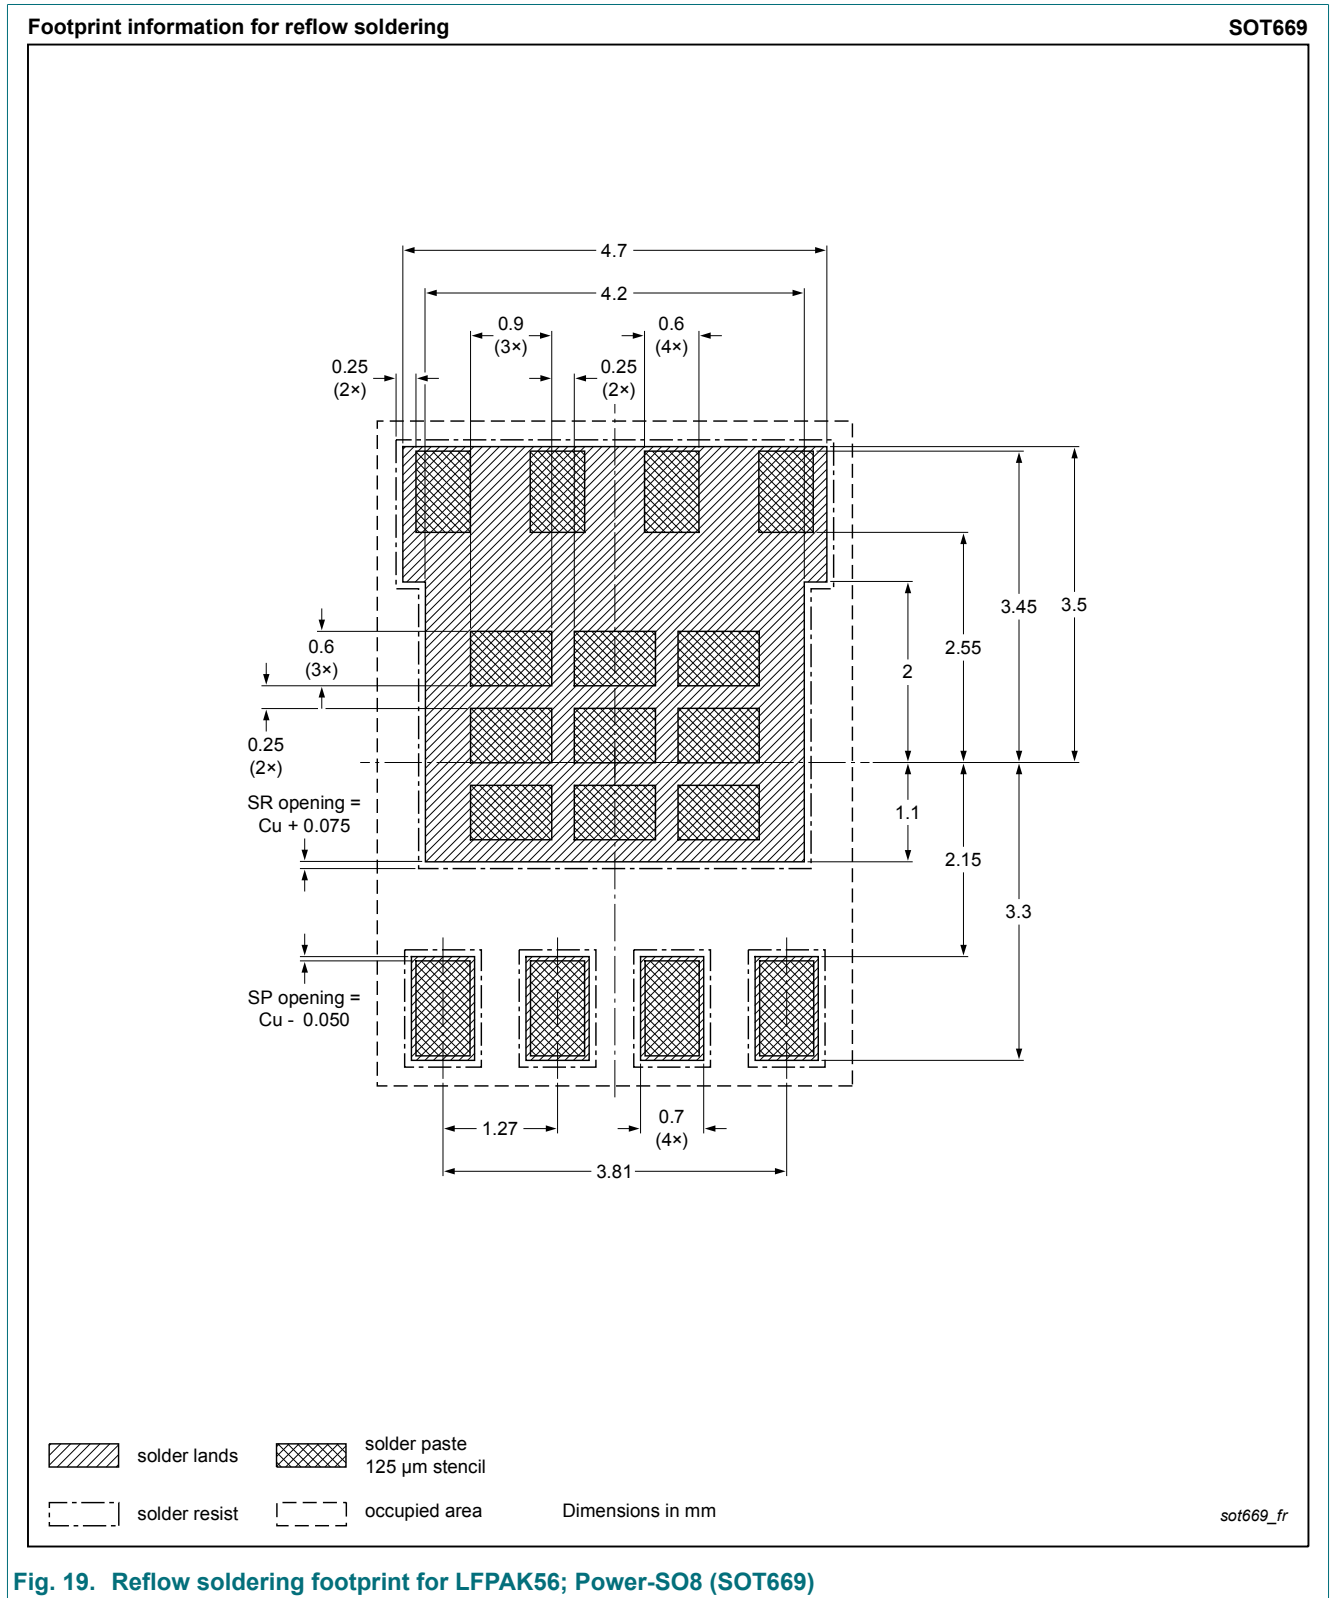 Footprint information for reflow soldering SOT669
4.7
4.2
0.9
(3×)
0.6
(4×)
0.25
(2×)
0.25
(2×)
3.45
3.5
2.55
2
0.6
(3×)
0.25
(2×)
SR opening =
Cu + 0.075
1.1
2.15
3.3
SP opening =
Cu - 0.050
1.27
0.7
(4×)
3.81
solder lands
solder paste
125 µm stencil
solder resist
occupied area
Dimensions in mm
sot669_fr
Fig. 19. Reflow soldering footprint for LFPAK56; Power-SO8 (SOT669)